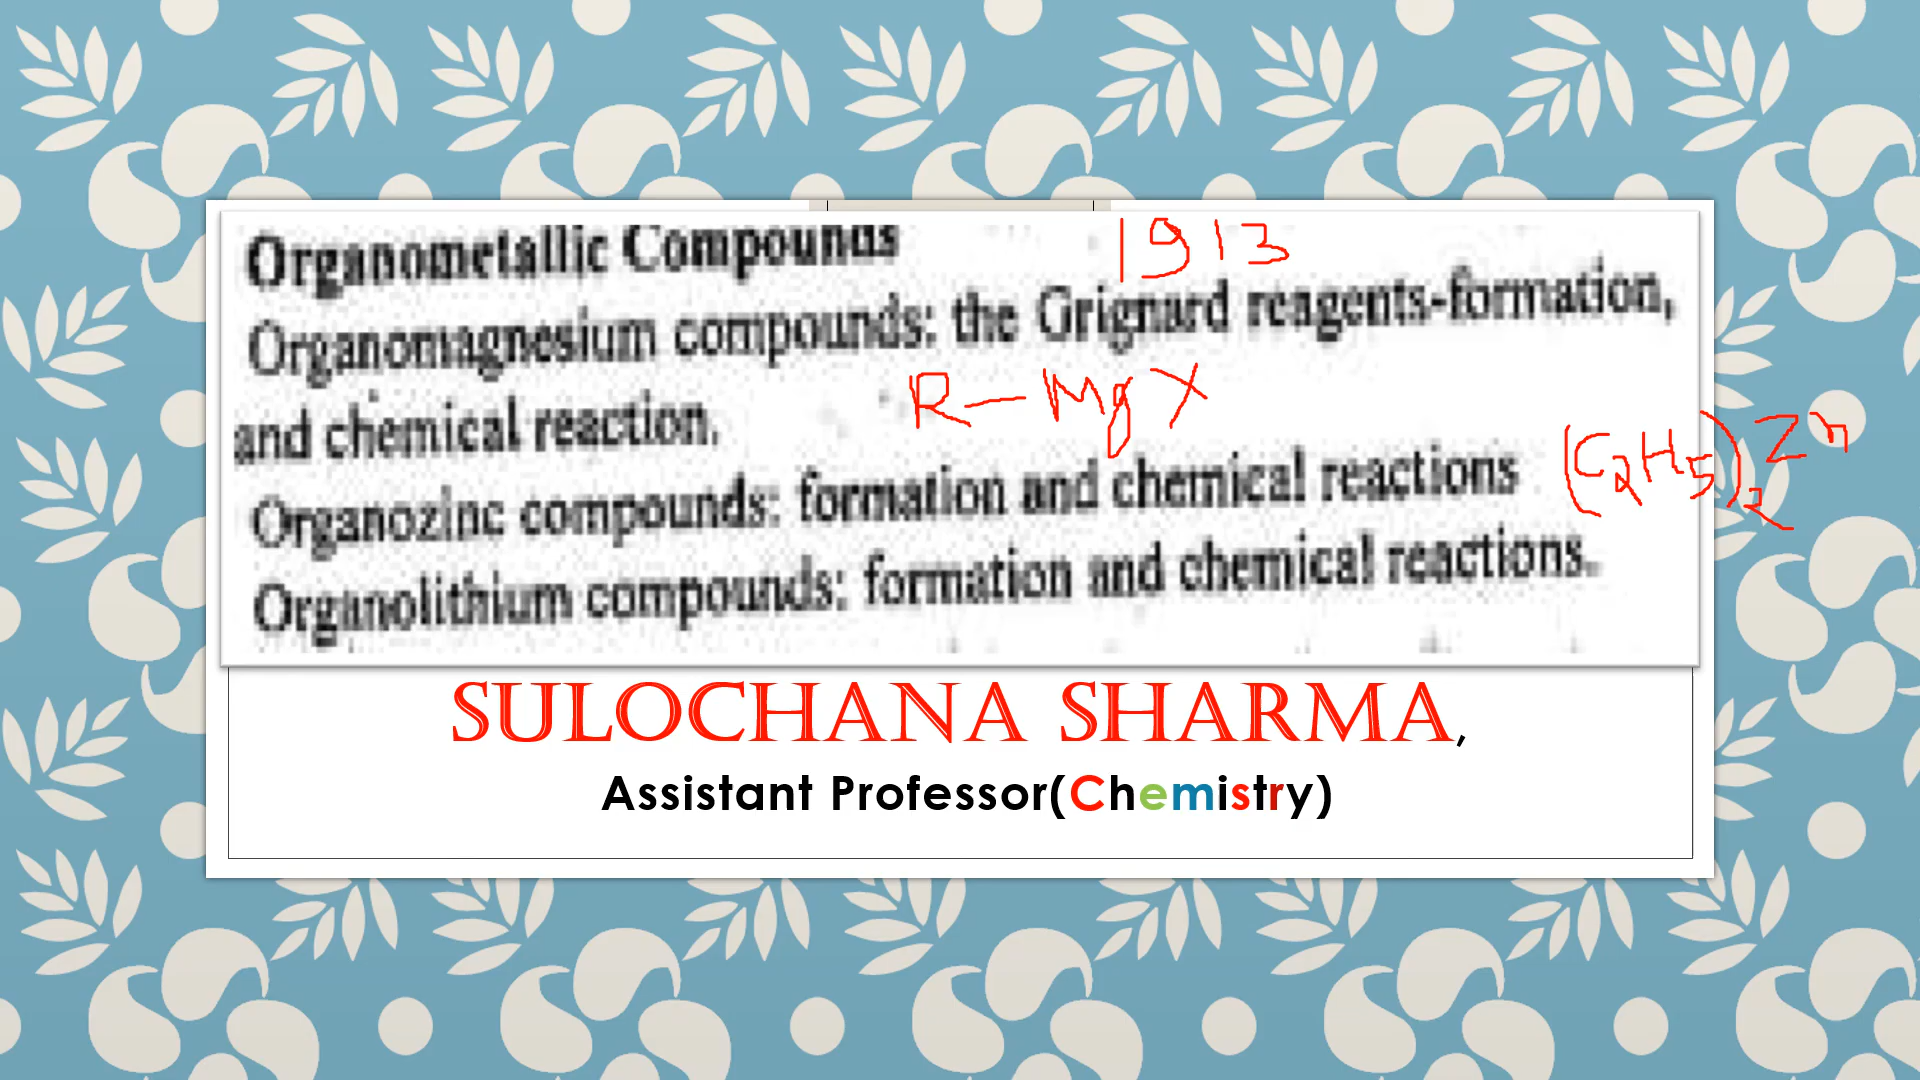 Organometallic Compounds
1913
Organomagnesium compounds: the Grignard reagents-formation,
R-MgX
and chemical reaction.
(C2H5)2Zn
Organozinc compounds: formation and chemical reactions
Organolithium compounds: formation and chemical reactions.
SULOCHANA SHARMA,
Assistant Professor(Chemistry)